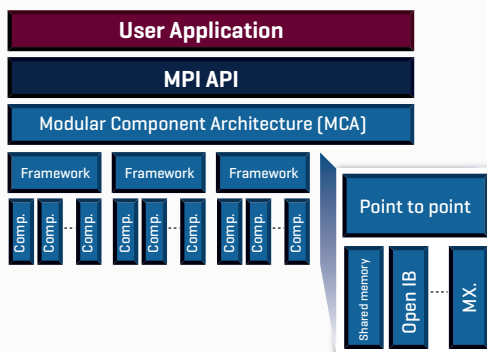 User Application
MPI API
Modular Component Architecture (MCA)
Framework
Framework
Framework
Comp.
Comp.
Comp.
Comp.
Comp.
Comp.
Comp.
Comp.
Comp.
Point to point
Shared memory
Open IB
MX.